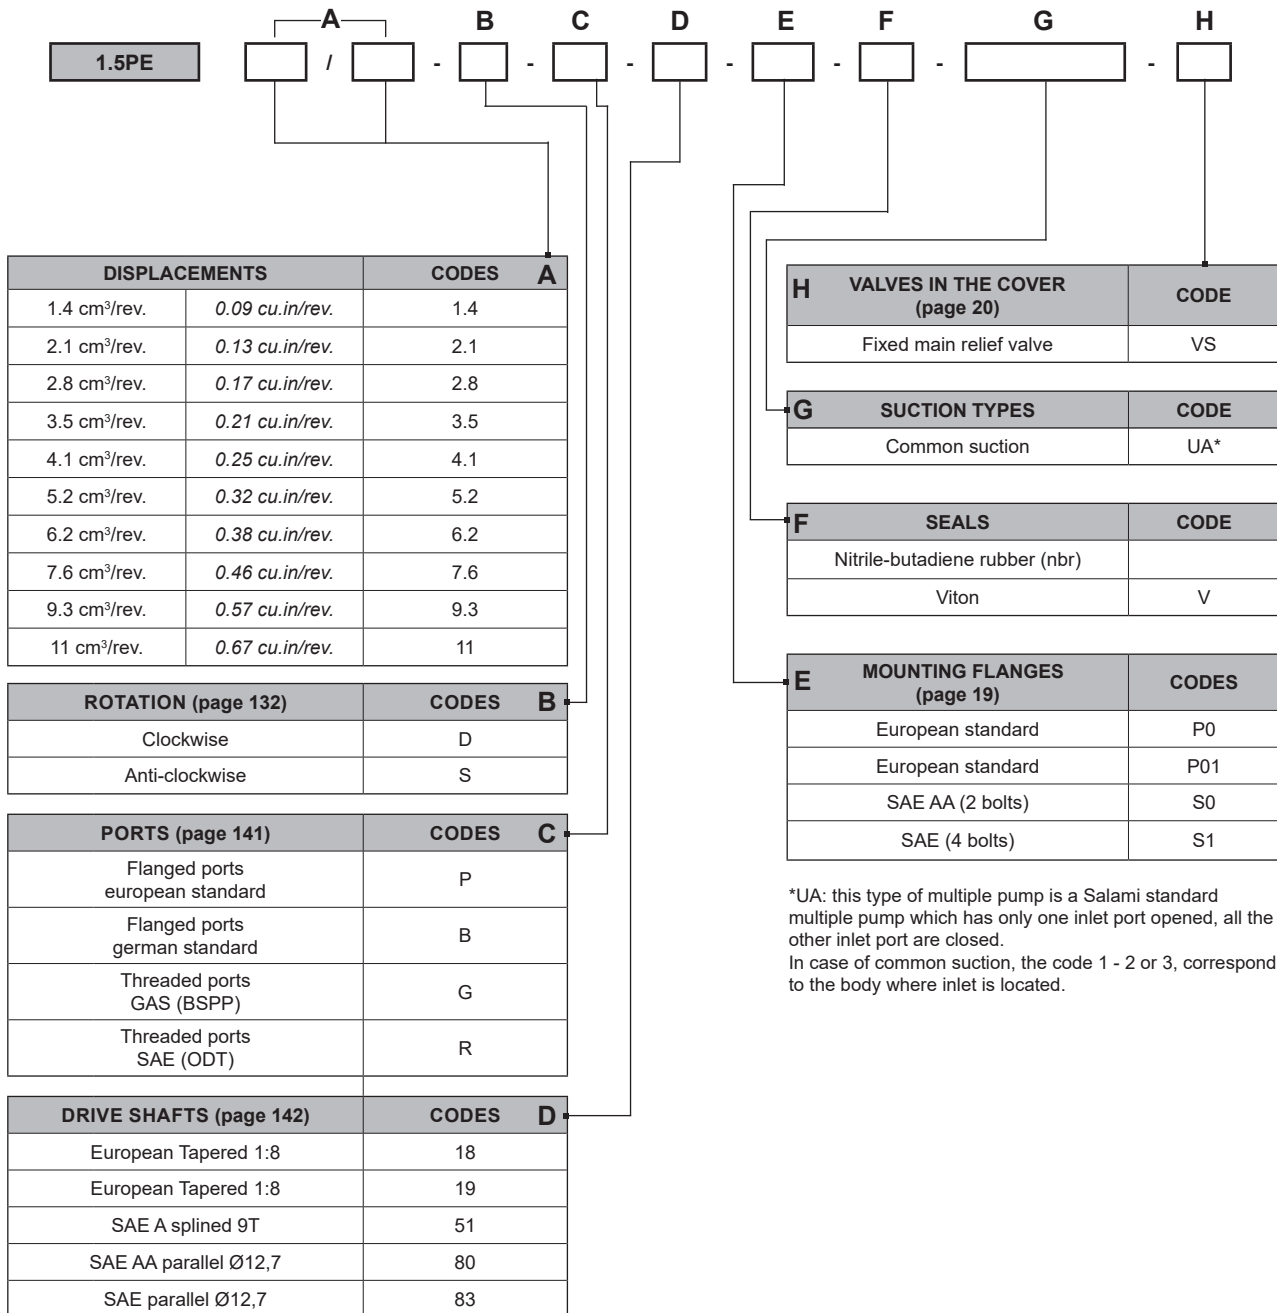 A B C D E F G H
1.5PE / - - - - - - -
DISPLACEMENTS CODES A
1.4 cm³/rev. 0.09 cu.in/rev. 1.4
2.1 cm³/rev. 0.13 cu.in/rev. 2.1
2.8 cm³/rev. 0.17 cu.in/rev. 2.8
3.5 cm³/rev. 0.21 cu.in/rev. 3.5
4.1 cm³/rev. 0.25 cu.in/rev. 4.1
5.2 cm³/rev. 0.32 cu.in/rev. 5.2
6.2 cm³/rev. 0.38 cu.in/rev. 6.2
7.6 cm³/rev. 0.46 cu.in/rev. 7.6
9.3 cm³/rev. 0.57 cu.in/rev. 9.3
11 cm³/rev. 0.67 cu.in/rev. 11
ROTATION (page 132) CODES B
Clockwise D
Anti-clockwise S
PORTS (page 141) CODES C
Flanged ports
european standard P
Flanged ports
german standard B
Threaded ports
GAS (BSPP) G
Threaded ports
SAE (ODT) R
DRIVE SHAFTS (page 142) CODES D
European Tapered 1:8 18
European Tapered 1:8 19
SAE A splined 9T 51
SAE AA parallel Ø12,7 80
SAE parallel Ø12,7 83
H VALVES IN THE COVER
(page 20) CODE
Fixed main relief valve VS
G SUCTION TYPES CODE
Common suction UA*
F SEALS CODE
Nitrile-butadiene rubber (nbr)
Viton V
E MOUNTING FLANGES
(page 19) CODES
European standard P0
European standard P01
SAE AA (2 bolts) S0
SAE (4 bolts) S1
*UA: this type of multiple pump is a Salami standard
multiple pump which has only one inlet port opened, all the
other inlet port are closed.
In case of common suction, the code 1 - 2 or 3, correspond
to the body where inlet is located.